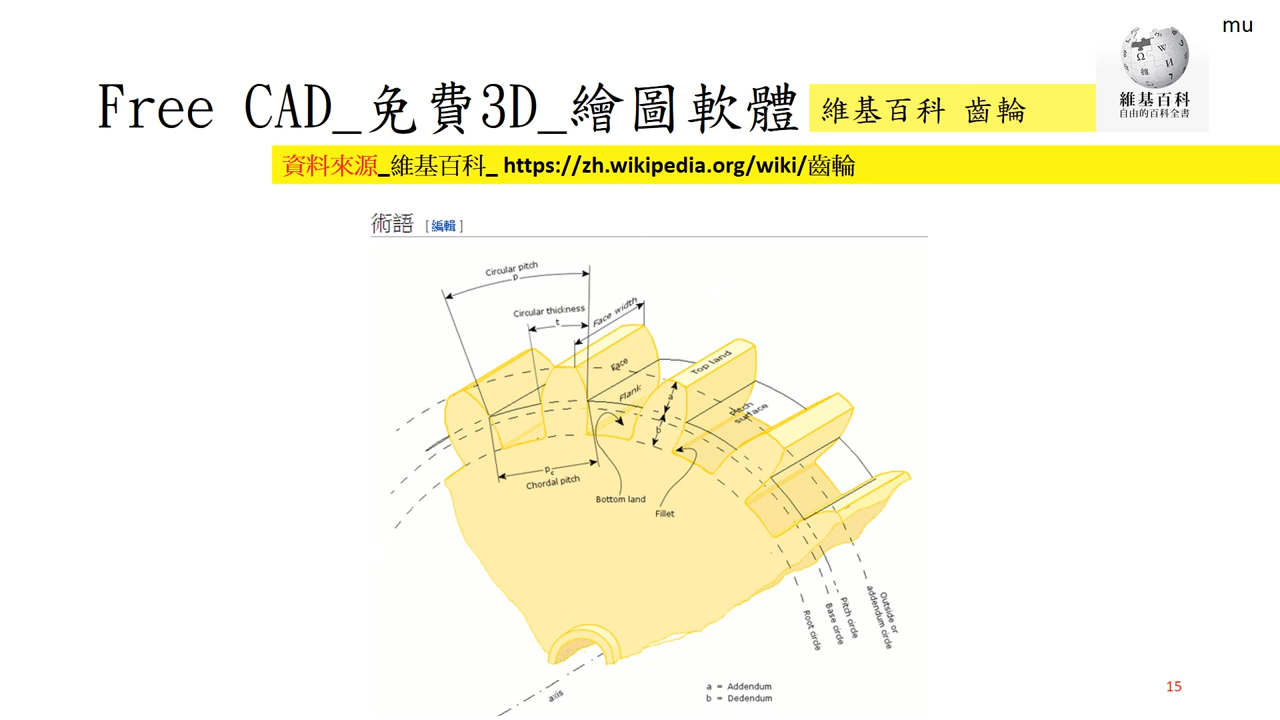 mu
Free CAD_免費3D_繪圖軟體
維基百科 齒輪
維基百科
自由的百科全書
資料來源_維基百科_ https://zh.wikipedia.org/wiki/齒輪
術語 [編輯]
Circular pitch
p
Circular thickness
t
Face width
Face
Flank
Top land
a
b
Pitch
surface
Pc
Chordal pitch
Bottom land
Fillet
Outside or
addendum circle
Pitch circle
Base circle
Root circle
axis
a = Addendum
b = Dedendum
15